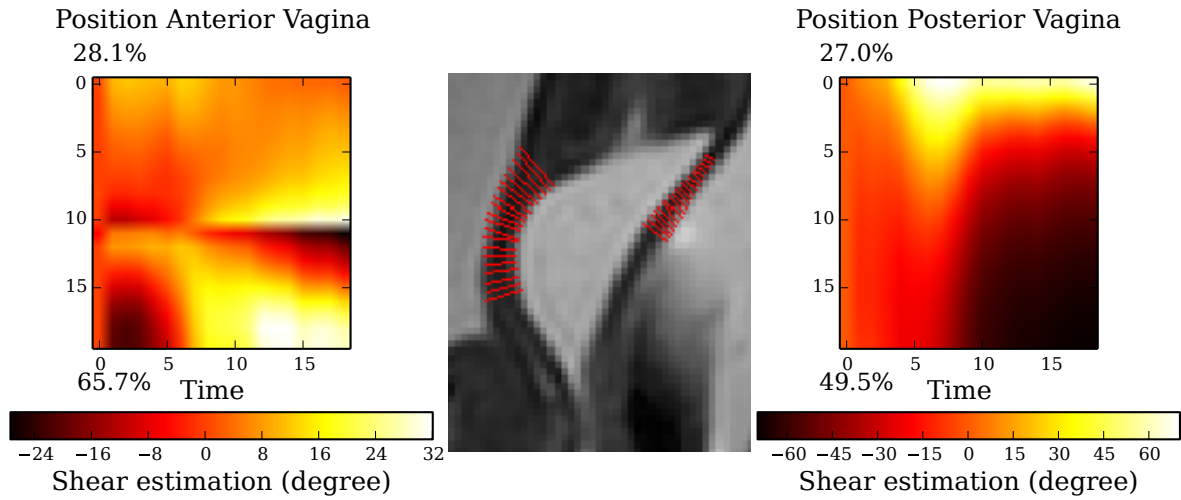 Position Anterior Vagina
28.1%
0
5
10
15
0 5 10 15
65.7%
Time
−24 −16 −8 0 8 16 24 32
Shear estimation (degree)
Position Posterior Vagina
27.0%
0
5
10
15
0 5 10 15
49.5%
Time
−60 −45 −30 −15 0 15 30 45 60
Shear estimation (degree)